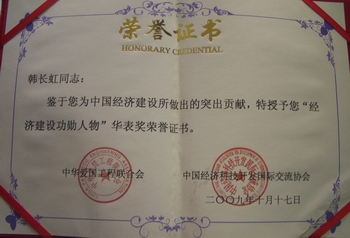 荣誉证书
HONORARY CREDENTIAL
韩长虹同志：
鉴于您为中国经济建设所做出的突出贡献，特授予您“经
济建设功勋人物”华表奖荣誉证书。
中华爱国工程联合会 中国经济科技开发国际交流协会
二〇〇九年十月十七日